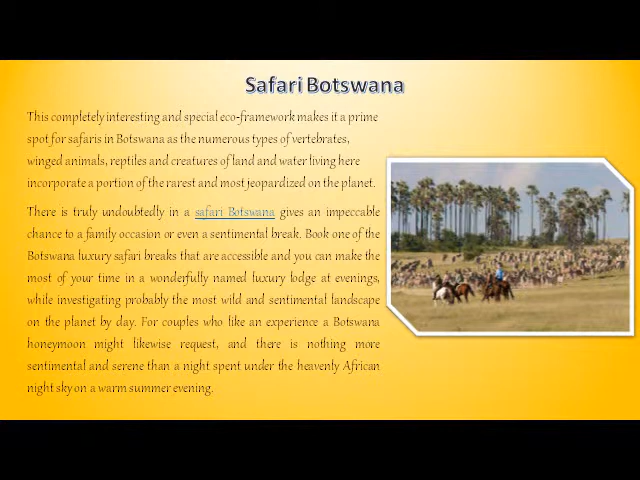 Safari Botswana
This completely interesting and special eco-framework makes it a prime
spot for safaris in Botswana as the numerous types of vertebrates,
winged animals, reptiles and creatures of land and water living here
incorporate a portion of the rarest and most jeopardized on the planet.
There is truly undoubtedly in a safari Botswana gives an impeccable
chance to a family occasion or even a sentimental break. Book one of the
Botswana luxury safari breaks that are accessible and you can make the
most of your time in a wonderfully named luxury lodge at evenings,
while investigating probably the most wild and sentimental landscape
on the planet by day. For couples who like an experience a Botswana
honeymoon might likewise request, and there is nothing more
sentimental and serene than a night spent under the heavenly African
night sky on a warm summer evening.